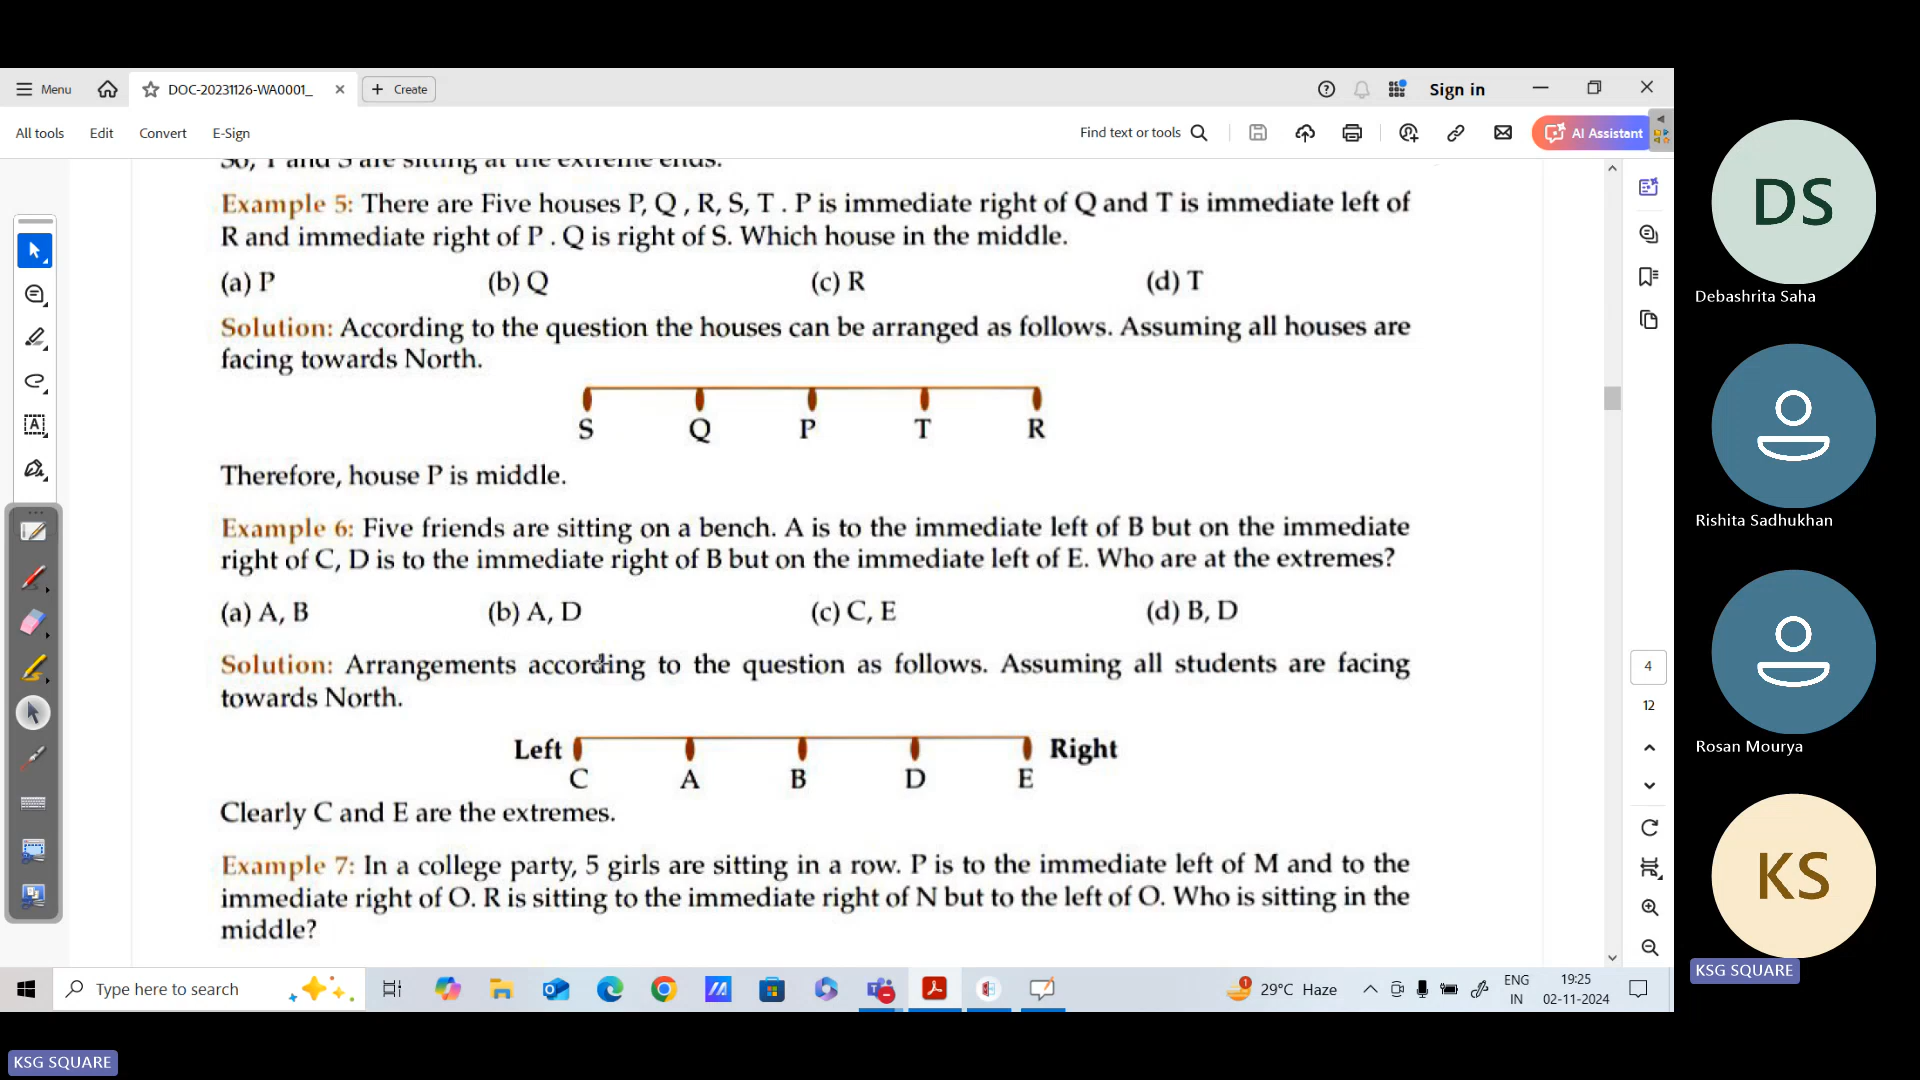 Menu
DOC-20231126-WA0001_
Create
Sign in
All tools
Edit
Convert
E-Sign
Find text or tools
AI Assistant
So, T and S are sitting at the extreme ends.
Example 5: There are Five houses P, Q , R, S, T . P is immediate right of Q and T is immediate left of
R and immediate right of P . Q is right of S. Which house in the middle.
(a) P (b) Q (c) R (d) T
Solution: According to the question the houses can be arranged as follows. Assuming all houses are
facing towards North.
S Q P T R
Therefore, house P is middle.
Example 6: Five friends are sitting on a bench. A is to the immediate left of B but on the immediate
right of C, D is to the immediate right of B but on the immediate left of E. Who are at the extremes?
(a) A, B (b) A, D (c) C, E (d) B, D
Solution: Arrangements according to the question as follows. Assuming all students are facing
towards North.
Left Right
C A B D E
Clearly C and E are the extremes.
Example 7: In a college party, 5 girls are sitting in a row. P is to the immediate left of M and to the
immediate right of O. R is sitting to the immediate right of N but to the left of O. Who is sitting in the
middle?
4
12
DS
Debashrita Saha
Rishita Sadhukhan
Rosan Mourya
KS
KSG SQUARE
Type here to search
1
29°C Haze
ENG
IN
19:25
02-11-2024
KSG SQUARE